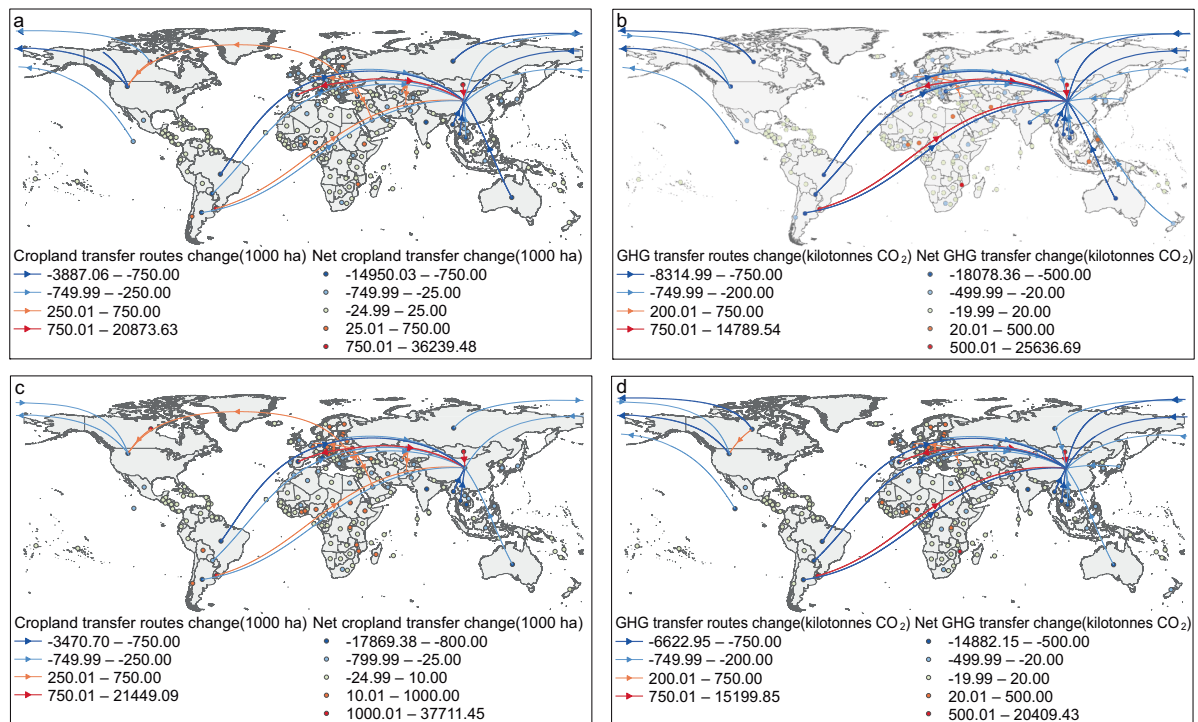 a
Cropland transfer routes change(1000 ha)
-3887.06 – -750.00
-749.99 – -250.00
250.01 – 750.00
750.01 – 20873.63
Net cropland transfer change(1000 ha)
-14950.03 – -750.00
-749.99 – -25.00
-24.99 – 25.00
25.01 – 750.00
750.01 – 36239.48
b
GHG transfer routes change(kilotonnes CO₂)
-8314.99 – -750.00
-749.99 – -200.00
200.01 – 750.00
750.01 – 14789.54
Net GHG transfer change(kilotonnes CO₂)
-18078.36 – -500.00
-499.99 – -20.00
-19.99 – 20.00
20.01 – 500.00
500.01 – 25636.69
c
Cropland transfer routes change(1000 ha)
-3470.70 – -750.00
-749.99 – -250.00
250.01 – 750.00
750.01 – 21449.09
Net cropland transfer change(1000 ha)
-17869.38 – -800.00
-799.99 – -25.00
-24.99 – 10.00
10.01 – 1000.00
1000.01 – 37711.45
d
GHG transfer routes change(kilotonnes CO₂)
-6622.95 – -750.00
-749.99 – -200.00
200.01 – 750.00
750.01 – 15199.85
Net GHG transfer change(kilotonnes CO₂)
-14882.15 – -500.00
-499.99 – -20.00
-19.99 – 20.00
20.01 – 500.00
500.01 – 20409.43